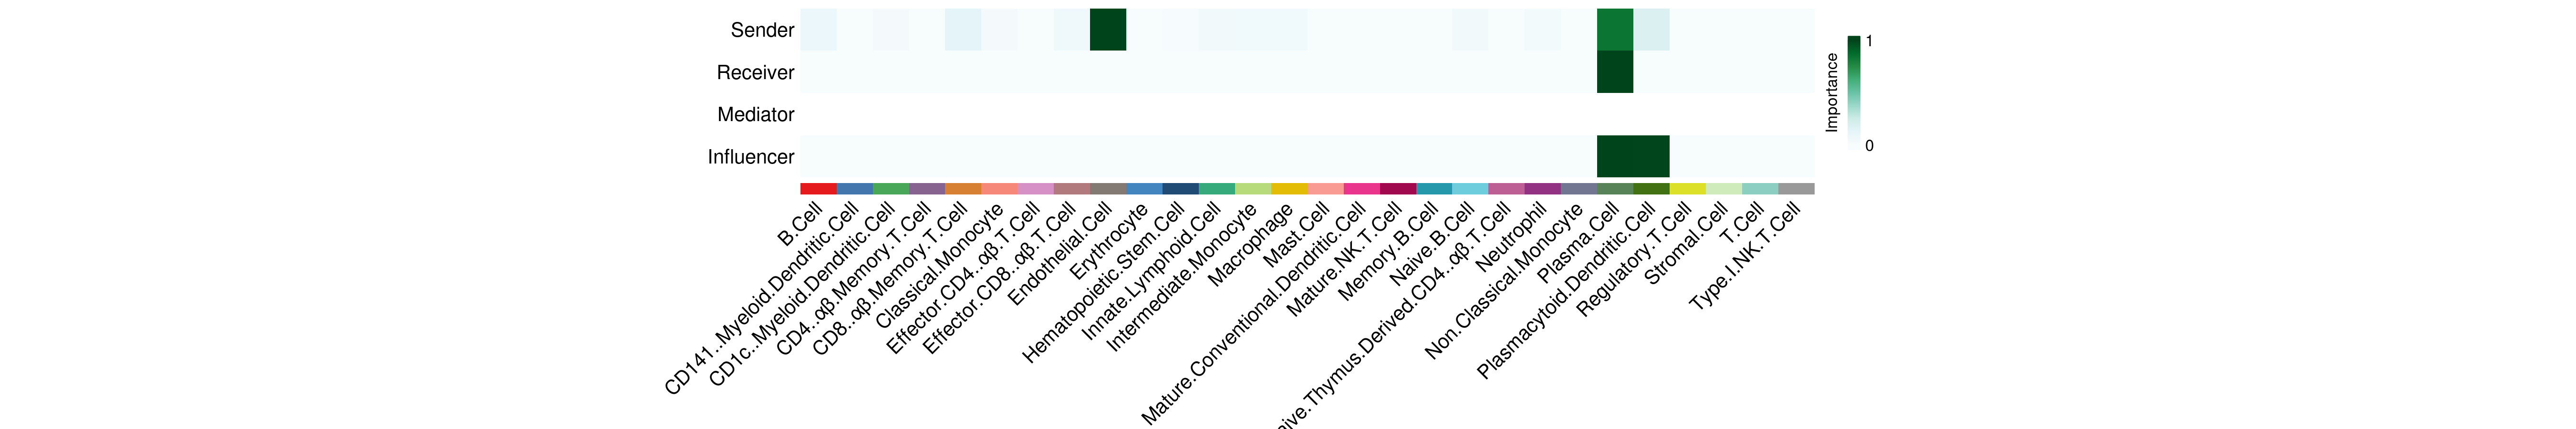 Sender
Receiver
Mediator
Influencer
B.Cell
CD141..Myeloid.Dendritic.Cell
CD1c..Myeloid.Dendritic.Cell
CD4..αβ.Memory.T.Cell
CD8..αβ.Memory.T.Cell
Classical.Monocyte
Effector.CD4..αβ.T.Cell
Effector.CD8..αβ.T.Cell
Endothelial.Cell
Erythrocyte
Hematopoietic.Stem.Cell
Innate.Lymphoid.Cell
Intermediate.Monocyte
Macrophage
Mast.Cell
Mature.Conventional.Dendritic.Cell
Mature.NK.T.Cell
Memory.B.Cell
Naive.B.Cell
ive.Thymus.Derived.CD4..αβ.T.Cell
Neutrophil
Non.Classical.Monocyte
Plasma.Cell
Plasmacytoid.Dendritic.Cell
Regulatory.T.Cell
Stromal.Cell
T.Cell
Type.I.NK.T.Cell
Importance
1
0